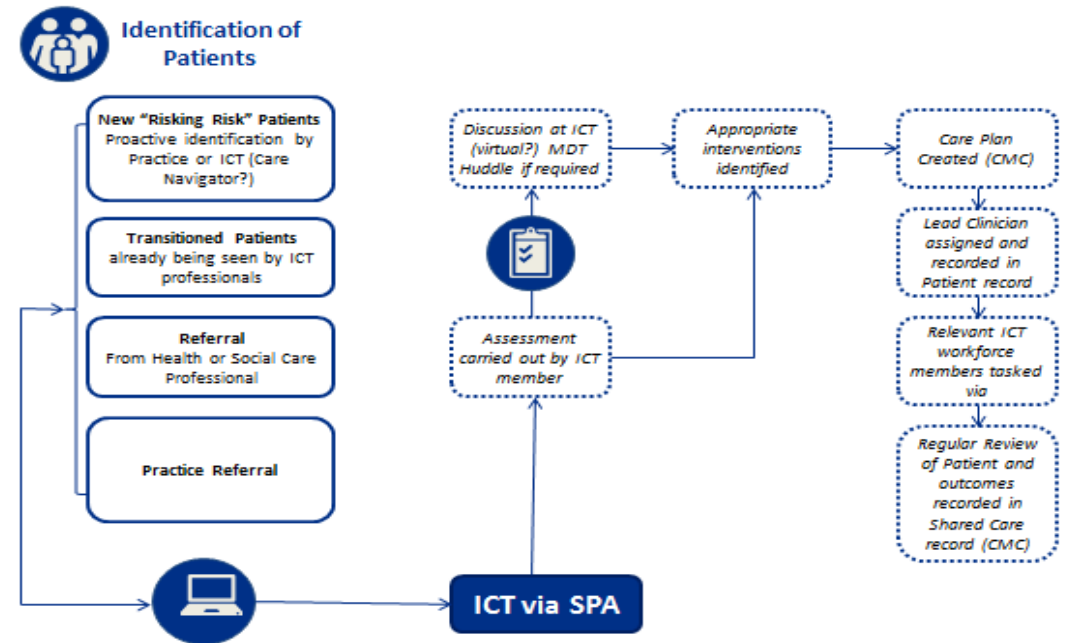 Identification of
Patients
New “Risking Risk” Patients
Proactive identification by
Practice or ICT (Care
Navigator?)
Transitioned Patients
already being seen by ICT
professionals
Referral
From Health or Social Care
Professional
Practice Referral
ICT via SPA
Assessment
carried out by ICT
member
Discussion at ICT
(virtual?) MDT
Huddle if required
Appropriate
interventions
identified
Care Plan
Created (CMC)
Lead Clinician
assigned and
recorded in
Patient record
Relevant ICT
workforce
members tasked
via
Regular Review
of Patient and
outcomes
recorded in
Shared Care
record (CMC)